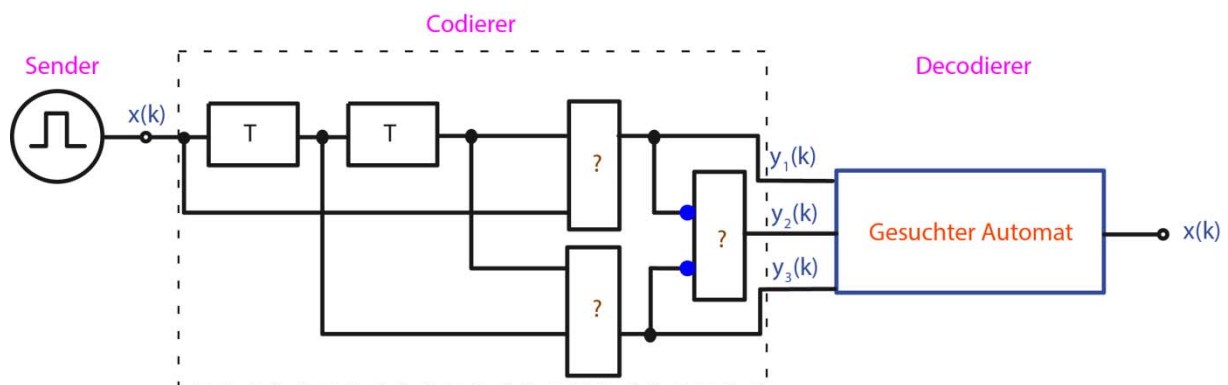 Codierer
Sender
Decodierer
x(k)
T
T
?
y1(k)
?
y2(k)
Gesuchter Automat
x(k)
?
y3(k)